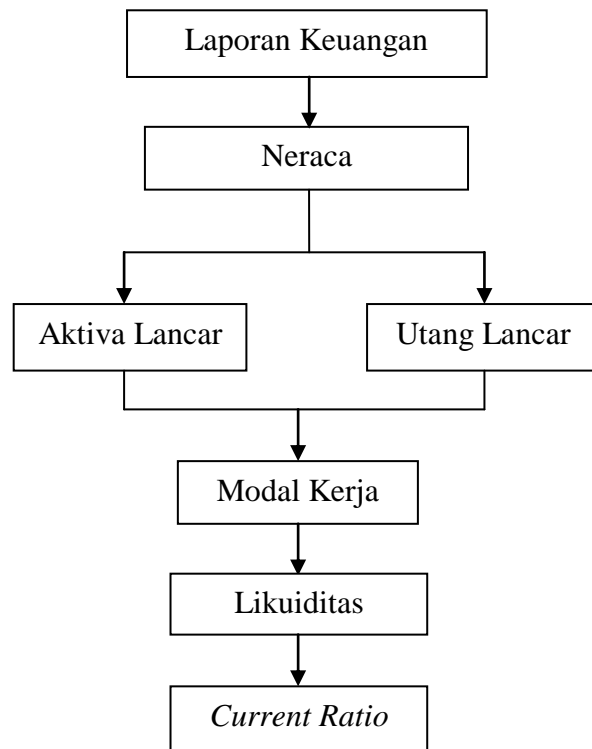 Laporan Keuangan
Neraca
Aktiva Lancar
Utang Lancar
Modal Kerja
Likuiditas
Current Ratio